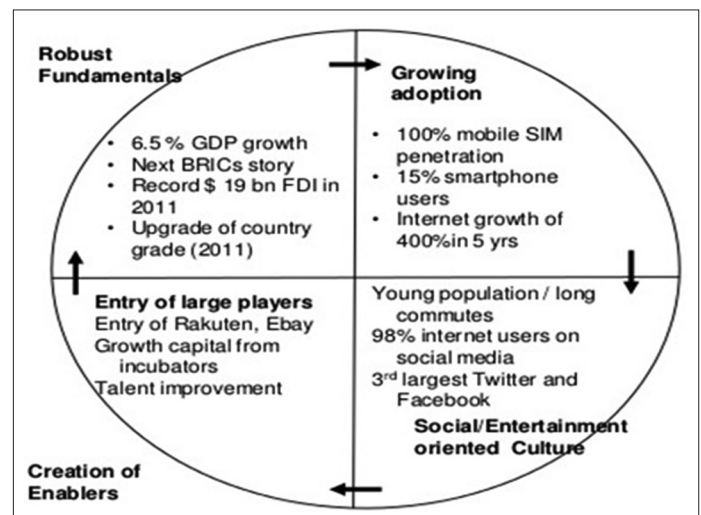 Robust
Fundamentals
• 6.5 % GDP growth
• Next BRICs story
• Record $ 19 bn FDI in
2011
• Upgrade of country
grade (2011)
Growing
adoption
• 100% mobile SIM
penetration
• 15% smartphone
users
• Internet growth of
400%in 5 yrs
Entry of large players
Entry of Rakuten, Ebay
Growth capital from
incubators
Talent improvement
Creation of
Enablers
Young population / long
commutes
98% internet users on
social media
3rd largest Twitter and
Facebook
Social/Entertainment
oriented Culture